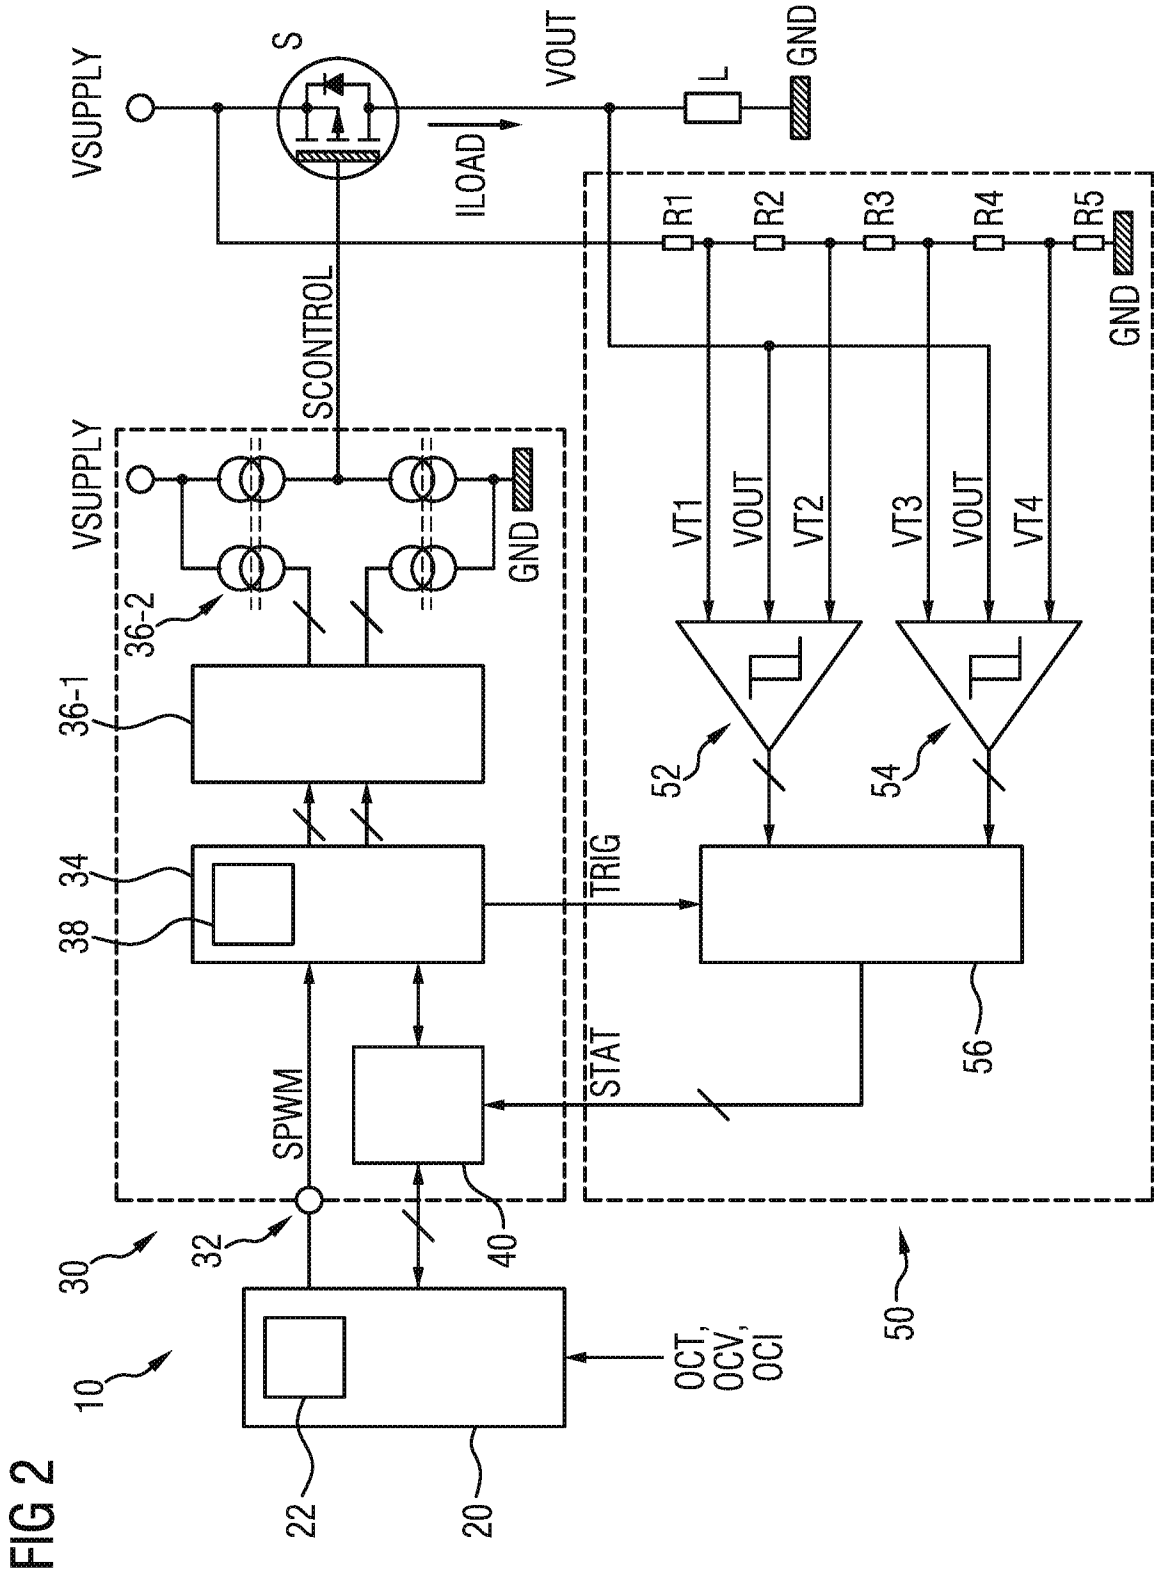 FIG 2
10
30
32
SPWM
38
34
36-1
36-2
VSUPPLY
VSUPPLY
S
SCONTROL
GND
ILOAD
VOUT
L
GND
22
20
40
OCT,
OCV,
OCI
STAT
TRIG
50
56
52
54
VT1
VOUT
VT2
VT3
VOUT
VT4
R1
R2
R3
R4
R5
GND